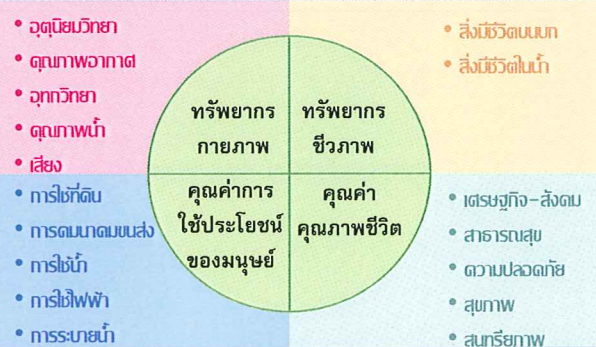 • อุตุนิยมวิทยา
• คุณภาพอากาศ
• อุทกวิทยา
• คุณภาพน้ำ
• เสียง
• สิ่งมีชีวิตบนบก
• สิ่งมีชีวิตในน้ำ
ทรัพยากร
กายภาพ
ทรัพยากร
ชีวภาพ
คุณค่าการ
ใช้ประโยชน์
ของมนุษย์
คุณค่า
คุณภาพชีวิต
• การใช้ที่ดิน
• การคมนาคมขนส่ง
• การใช้น้ำ
• การใช้ไฟฟ้า
• การระบายน้ำ
• เศรษฐกิจ-สังคม
• สาธารณสุข
• ความปลอดภัย
• สุขภาพ
• สุนทรียภาพ